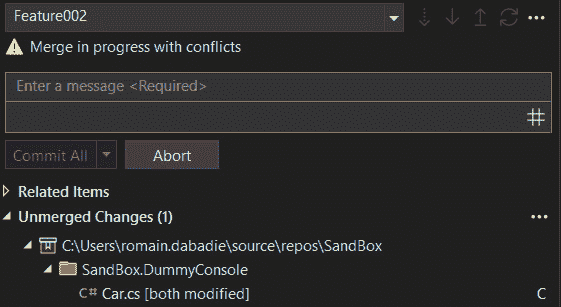 Feature002
Merge in progress with conflicts
Enter a message <Required>
Commit All
Abort
Related Items
Unmerged Changes (1)
C:\Users\romain.dabadie\source\repos\SandBox
SandBox.DummyConsole
C# Car.cs [both modified] C